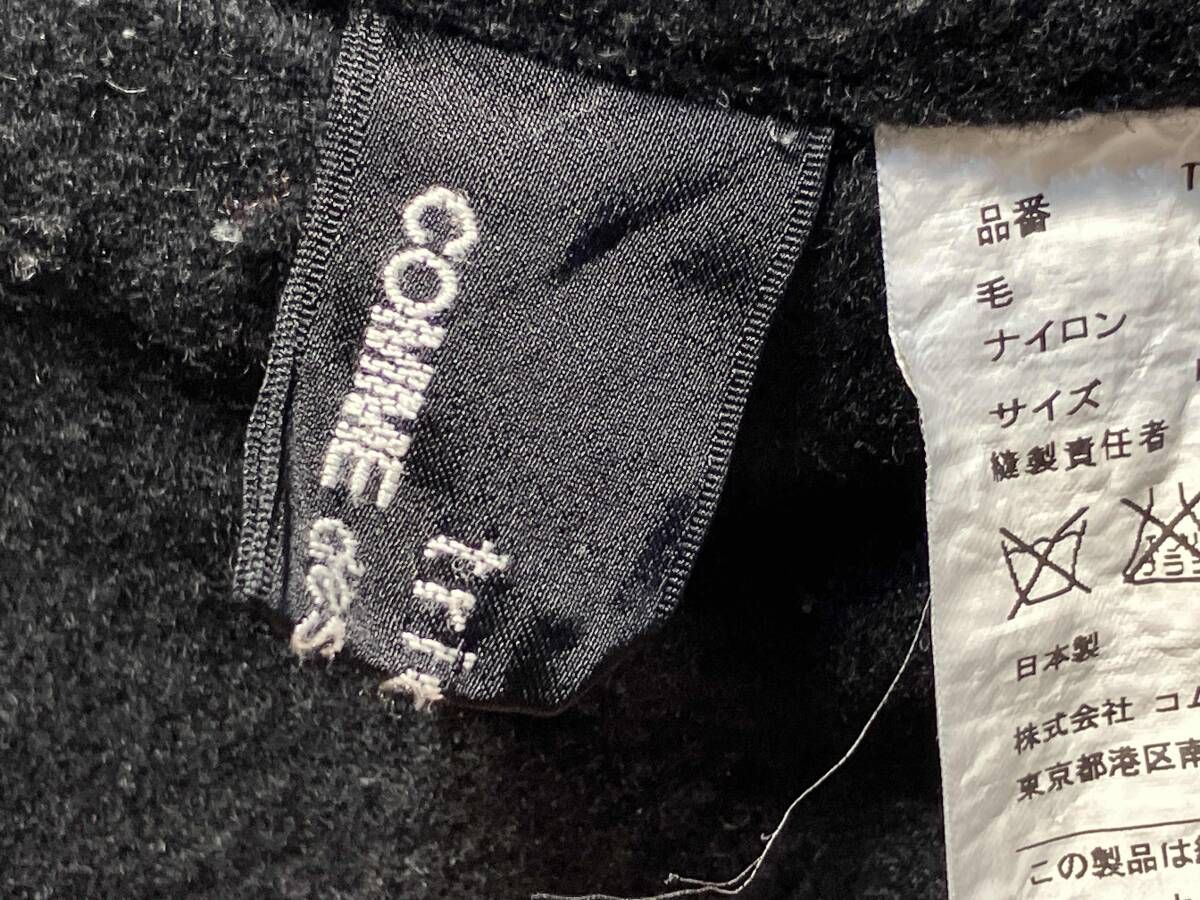 COMME des
T
品番
毛
ナイロン
サイズ
縫製責任者
日本製
株式会社 コム
東京都港区南
この製品は